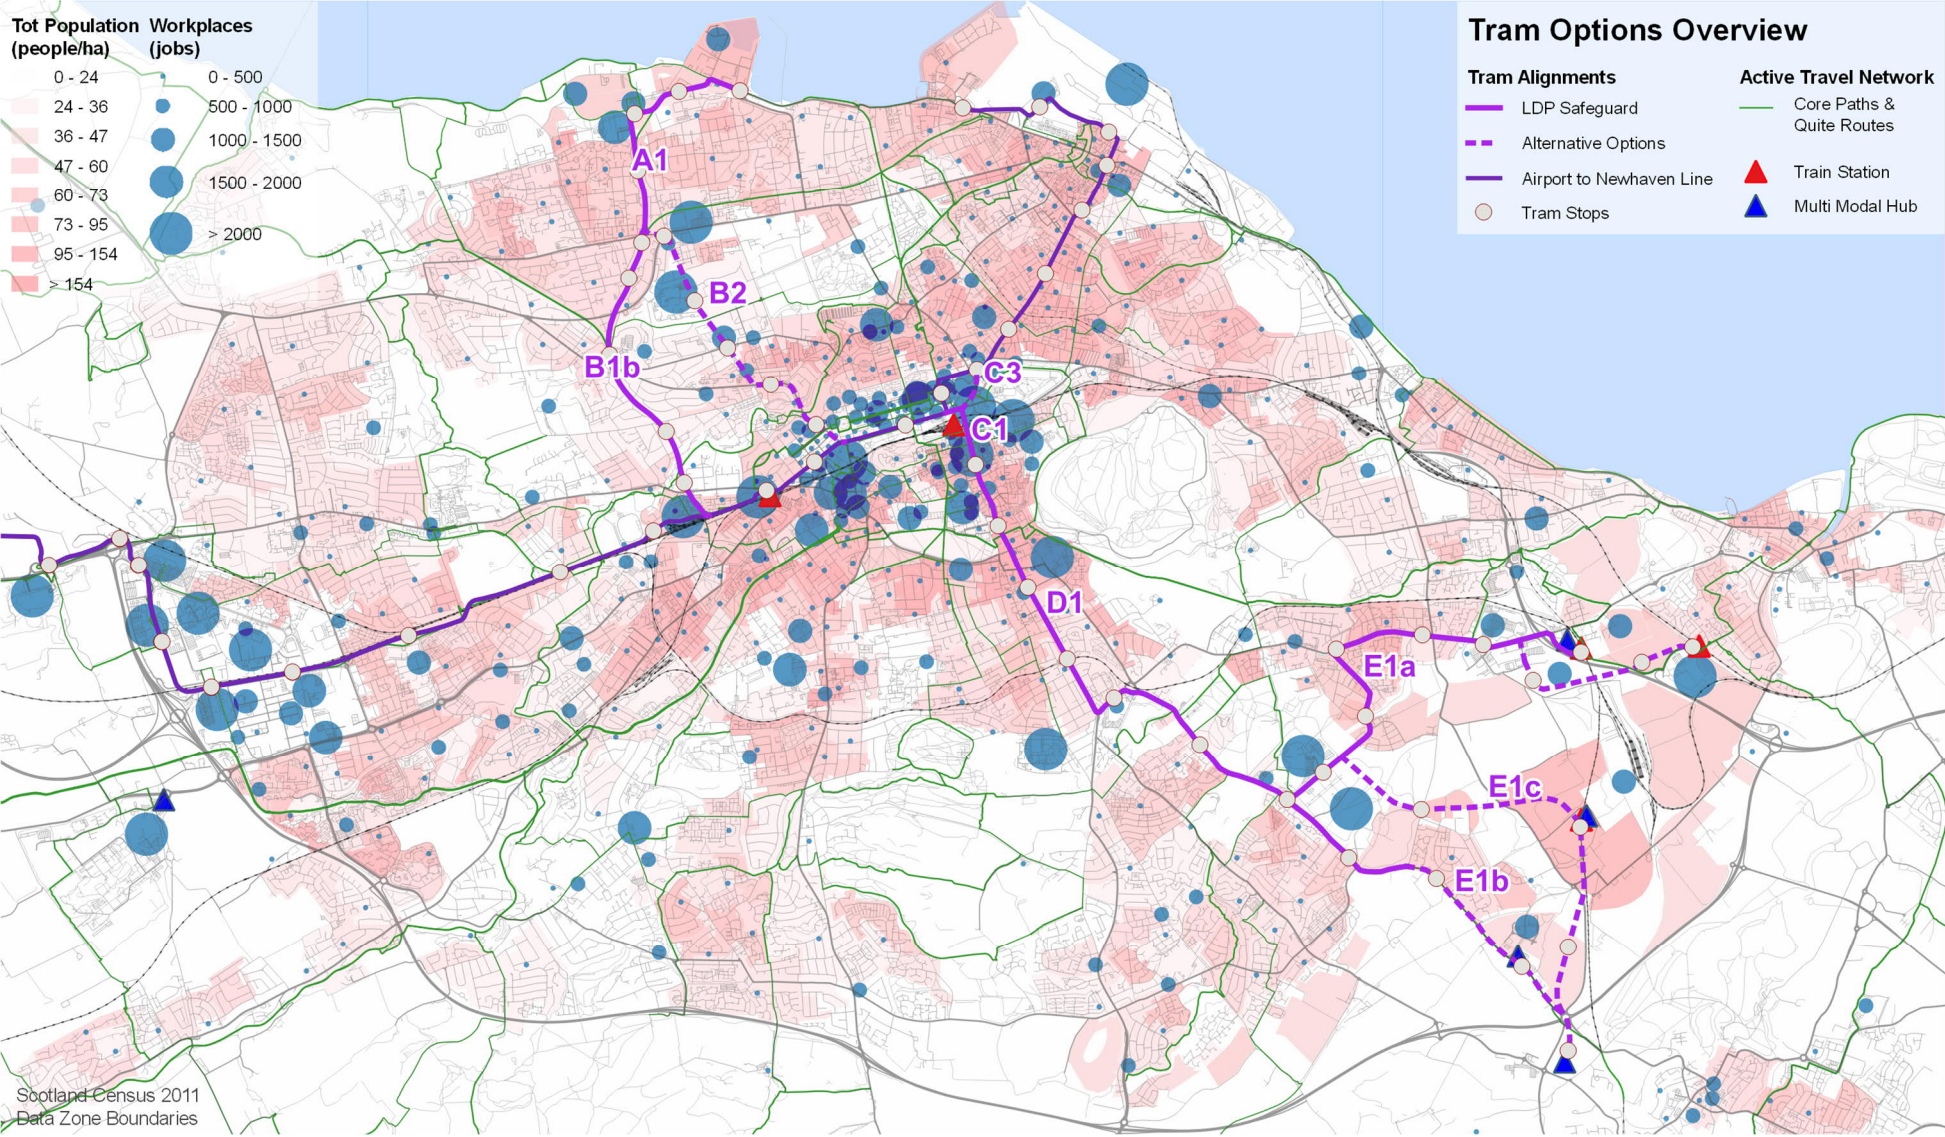 Tot Population
(people/ha)
0 - 24
24 - 36
36 - 47
47 - 60
60 - 73
73 - 95
95 - 154
> 154
Workplaces
(jobs)
0 - 500
500 - 1000
1000 - 1500
1500 - 2000
> 2000
Tram Options Overview
Tram Alignments
LDP Safeguard
Alternative Options
Airport to Newhaven Line
Tram Stops
Active Travel Network
Core Paths &
Quite Routes
Train Station
Multi Modal Hub
A1
B2
B1b
C3
C1
D1
E1a
E1c
E1b
Scotland Census 2011
Data Zone Boundaries